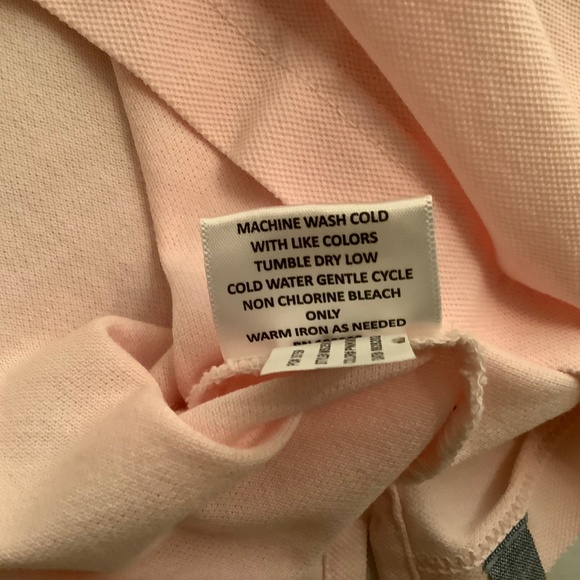 MACHINE WASH COLD
WITH LIKE COLORS
TUMBLE DRY LOW
COLD WATER GENTLE CYCLE
NON CHLORINE BLEACH
ONLY
WARM IRON AS NEEDED